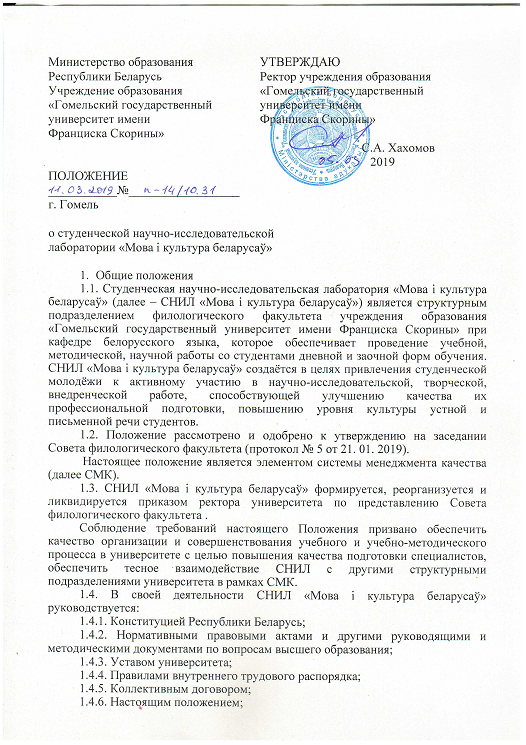 Министерство образования
Республики Беларусь
Учреждение образования
«Гомельский государственный
университет имени
Франциска Скорины»
УТВЕРЖДАЮ
Ректор учреждения образования
«Гомельский государственный
университет имени
Франциска Скорины»
С.А. Хахомов
25.03 2019
ПОЛОЖЕНИЕ
11.03.2019 № п-14/10.31
г. Гомель
о студенческой научно-исследовательской
лаборатории «Мова і культура беларусаў»
1. Общие положения
1.1. Студенческая научно-исследовательская лаборатория «Мова і культура
беларусаў» (далее – СНИЛ «Мова і культура беларусаў») является структурным
подразделением филологического факультета учреждения образования
«Гомельский государственный университет имени Франциска Скорины» при
кафедре белорусского языка, которое обеспечивает проведение учебной,
методической, научной работы со студентами дневной и заочной форм обучения.
СНИЛ «Мова і культура беларусаў» создаётся в целях привлечения студенческой
молодёжи к активному участию в научно-исследовательской, творческой,
внедренческой работе, способствующей улучшению качества их
профессиональной подготовки, повышению уровня культуры устной и
письменной речи студентов.
1.2. Положение рассмотрено и одобрено к утверждению на заседании
Совета филологического факультета (протокол № 5 от 21. 01. 2019).
Настоящее положение является элементом системы менеджмента качества
(далее СМК).
1.3. СНИЛ «Мова і культура беларусаў» формируется, реорганизуется и
ликвидируется приказом ректора университета по представлению Совета
филологического факультета .
Соблюдение требований настоящего Положения призвано обеспечить
качество организации и совершенствования учебного и учебно-методического
процесса в университете с целью повышения качества подготовки специалистов,
обеспечить тесное взаимодействие СНИЛ с другими структурными
подразделениями университета в рамках СМК.
1.4. В своей деятельности СНИЛ «Мова і культура беларусаў»
руководствуется:
1.4.1. Конституцией Республики Беларусь;
1.4.2. Нормативными правовыми актами и другими руководящими и
методическими документами по вопросам высшего образования;
1.4.3. Уставом университета;
1.4.4. Правилами внутреннего трудового распорядка;
1.4.5. Коллективным договором;
1.4.6. Настоящим положением;